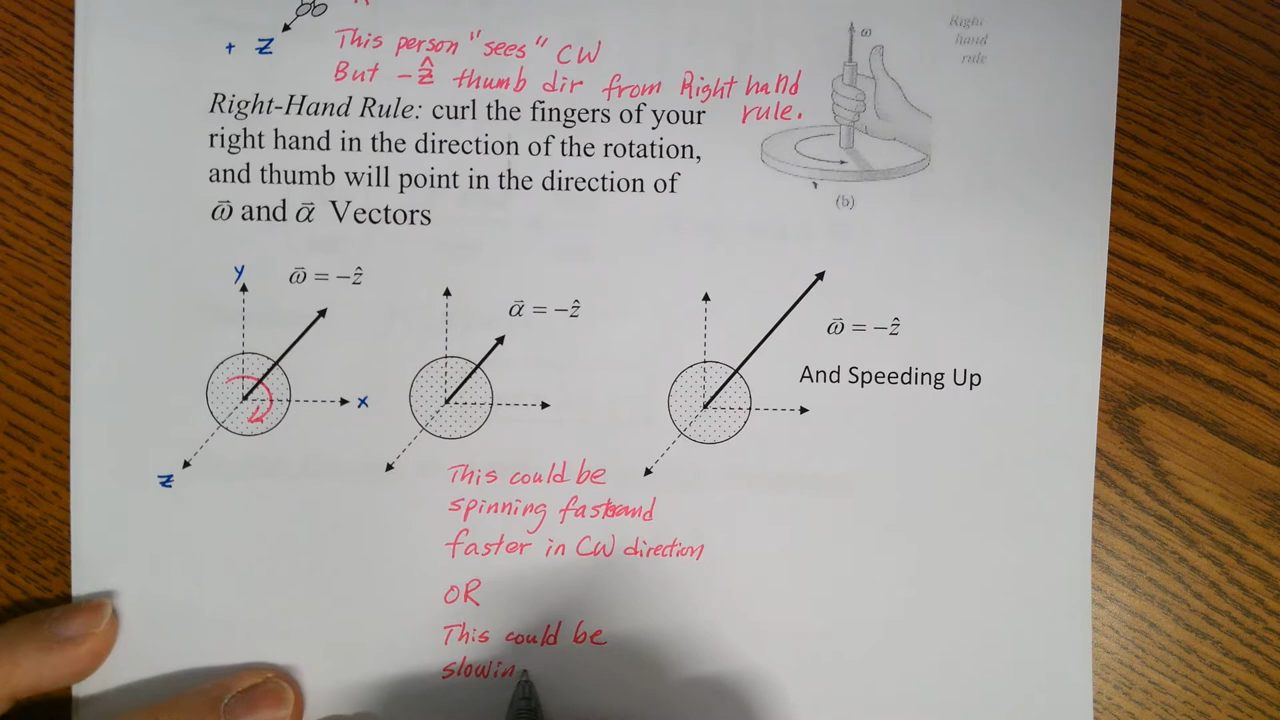 + Z
This person "sees" CW
But -ẑ thumb dir from Right hand
rule.
Right-Hand Rule: curl the fingers of your
right hand in the direction of the rotation,
and thumb will point in the direction of
ω⃗ and α⃗ Vectors
ω
Right
hand
rule
(b)
y
ω⃗ = -ẑ
x
z
α⃗ = -ẑ
ω⃗ = -ẑ
And Speeding Up
This could be
spinning faster and
faster in CW direction
OR
This could be
slowin